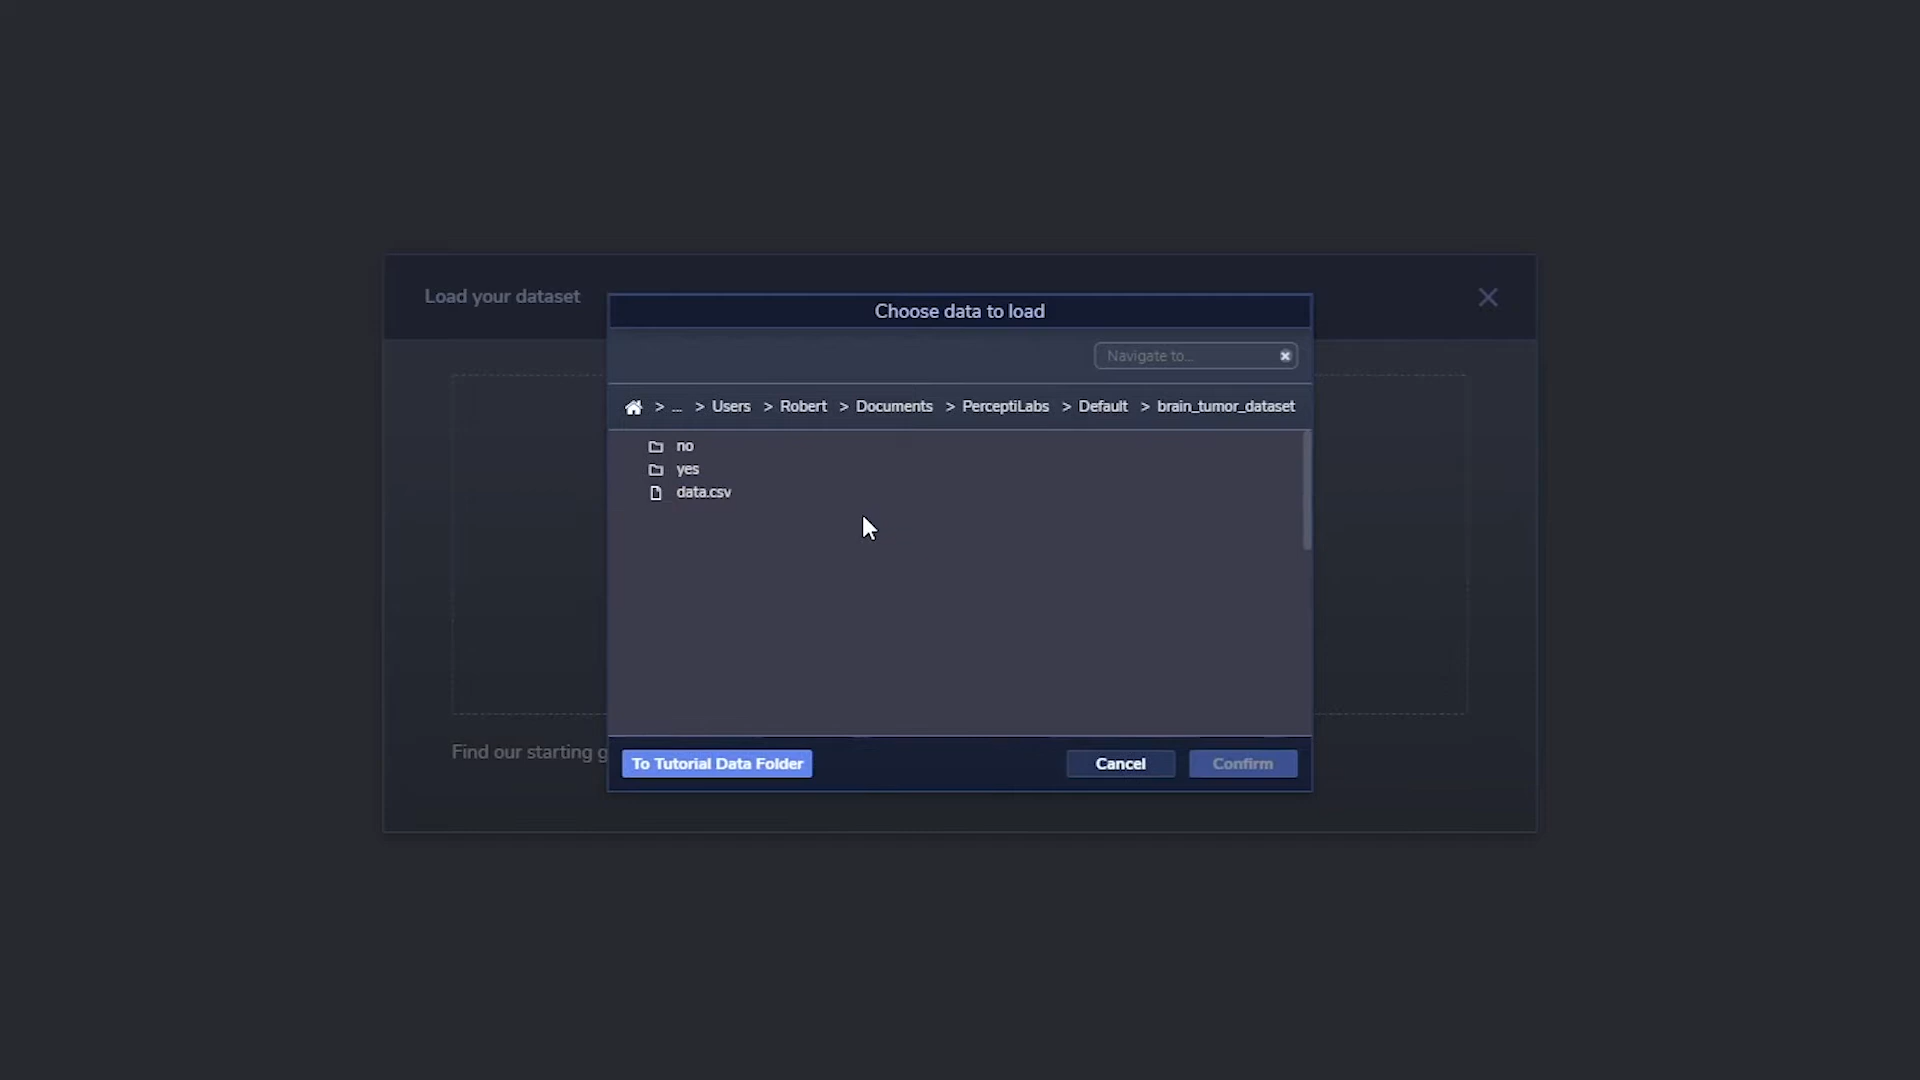 Load your dataset
Choose data to load
Navigate to...
> ... > Users > Robert > Documents > PerceptiLabs > Default > brain_tumor_dataset
no
yes
data.csv
Find our starting g
To Tutorial Data Folder
Cancel
Confirm